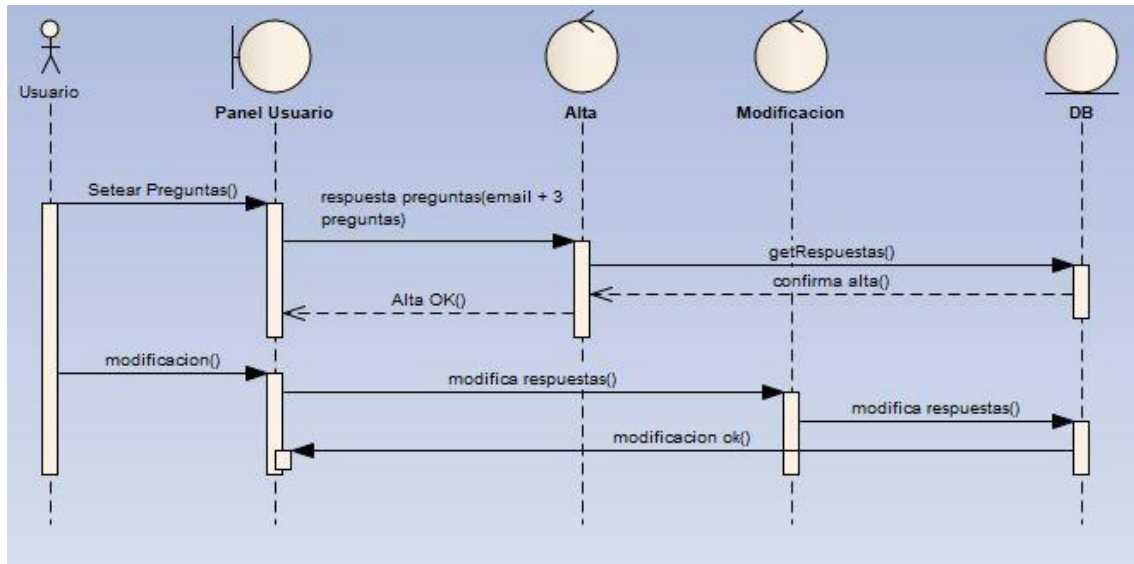 Usuario
Panel Usuario
Alta
Modificacion
DB
Setear Preguntas()
respuesta preguntas(email + 3
preguntas)
getRespuestas()
confirma alta()
Alta OK()
modificacion()
modifica respuestas()
modifica respuestas()
modificacion ok()